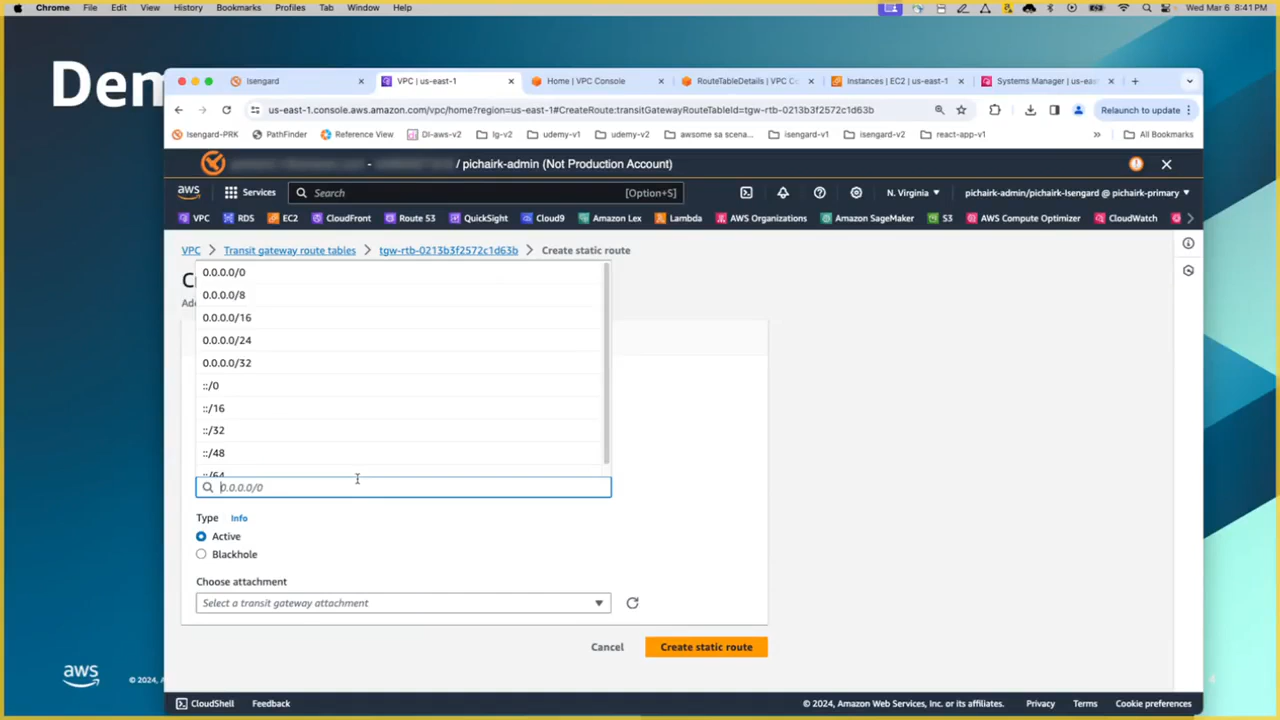 Chrome File Edit View History Bookmarks Profiles Tab Window Help Wed Mar 6 8:41 PM
Dem
Isengard VPC | us-east-1 Home | VPC Console RouteTableDetails | VPC Co Instances | EC2 | us-east-1 Systems Manager | us-eas
us-east-1.console.aws.amazon.com/vpc/home?region=us-east-1#CreateRoute:transitGatewayRouteTableId=tgw-rtb-0213b3f2572c1d63b Relaunch to update
Isengard-PRK PathFinder Reference View DI-aws-v2 lg-v2 udemy-v1 udemy-v2 awsome sa scena... isengard-v1 isengard-v2 react-app-v1 » All Bookmarks
- / pichairk-admin (Not Production Account)
aws Services Search [Option+S] N. Virginia pichairk-admin/pichairk-Isengard @ pichairk-primary
VPC RDS EC2 CloudFront Route 53 QuickSight Cloud9 Amazon Lex Lambda AWS Organizations Amazon SageMaker S3 AWS Compute Optimizer CloudWatch
VPC > Transit gateway route tables > tgw-rtb-0213b3f2572c1d63b > Create static route
0.0.0.0/0
0.0.0.0/8
0.0.0.0/16
0.0.0.0/24
0.0.0.0/32
::/0
::/16
::/32
::/48
::/64
0.0.0.0/0
Type Info
Active
Blackhole
Choose attachment
Select a transit gateway attachment
Cancel Create static route
CloudShell Feedback © 2024, Amazon Web Services, Inc. or its affiliates. Privacy Terms Cookie preferences
aws © 2024, 4